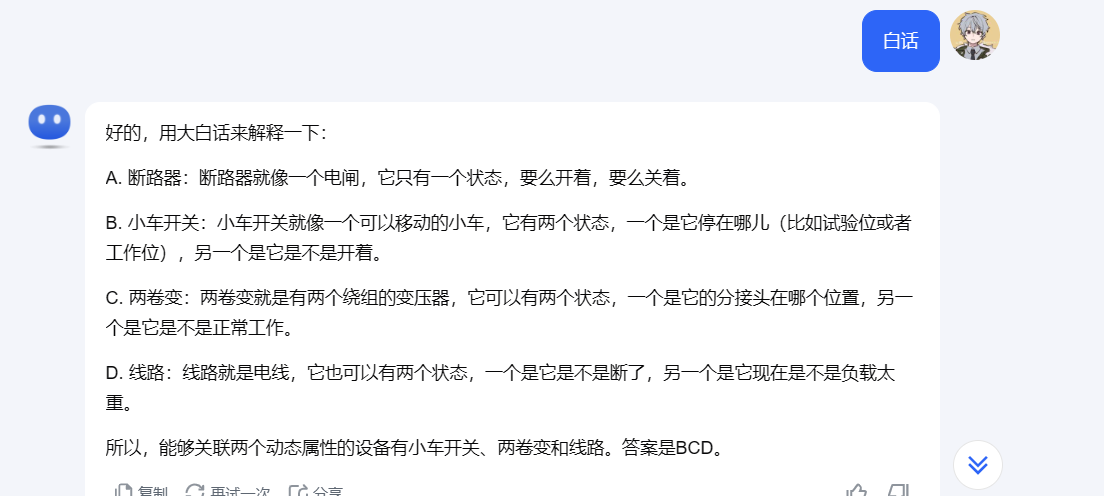 白话
好的，用大白话来解释一下：
A. 断路器：断路器就像一个电闸，它只有一个状态，要么开着，要么关着。
B. 小车开关：小车开关就像一个可以移动的小车，它有两个状态，一个是它停在哪儿（比如试验位或者
工作位），另一个是它是不是开着。
C. 两卷变：两卷变就是有两个绕组的变压器，它可以有两个状态，一个是它的分接头在哪个位置，另一
个是它是不是正常工作。
D. 线路：线路就是电线，它也可以有两个状态，一个是它是不是断了，另一个是它现在是不是负载太
重。
所以，能够关联两个动态属性的设备有小车开关、两卷变和线路。答案是BCD。
复制 再试一次 分享